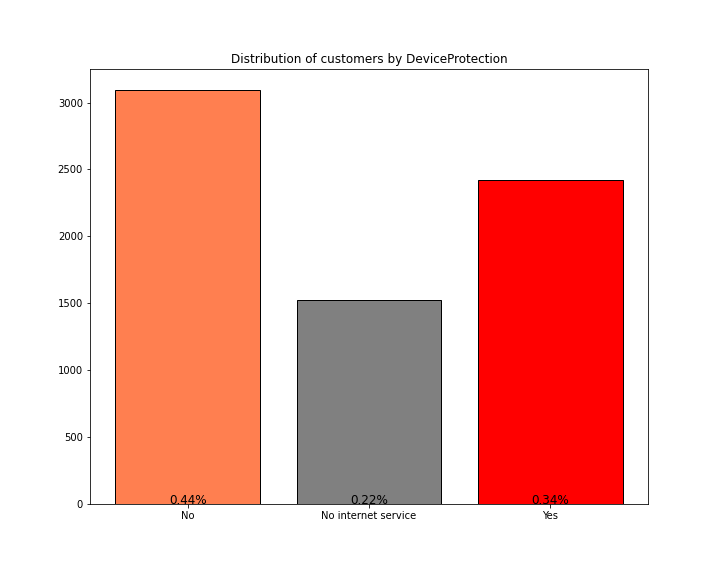 Distribution of customers by DeviceProtection
3000
2500
2000
1500
1000
500
0
0.44% 0.22% 0.34%
No No internet service Yes